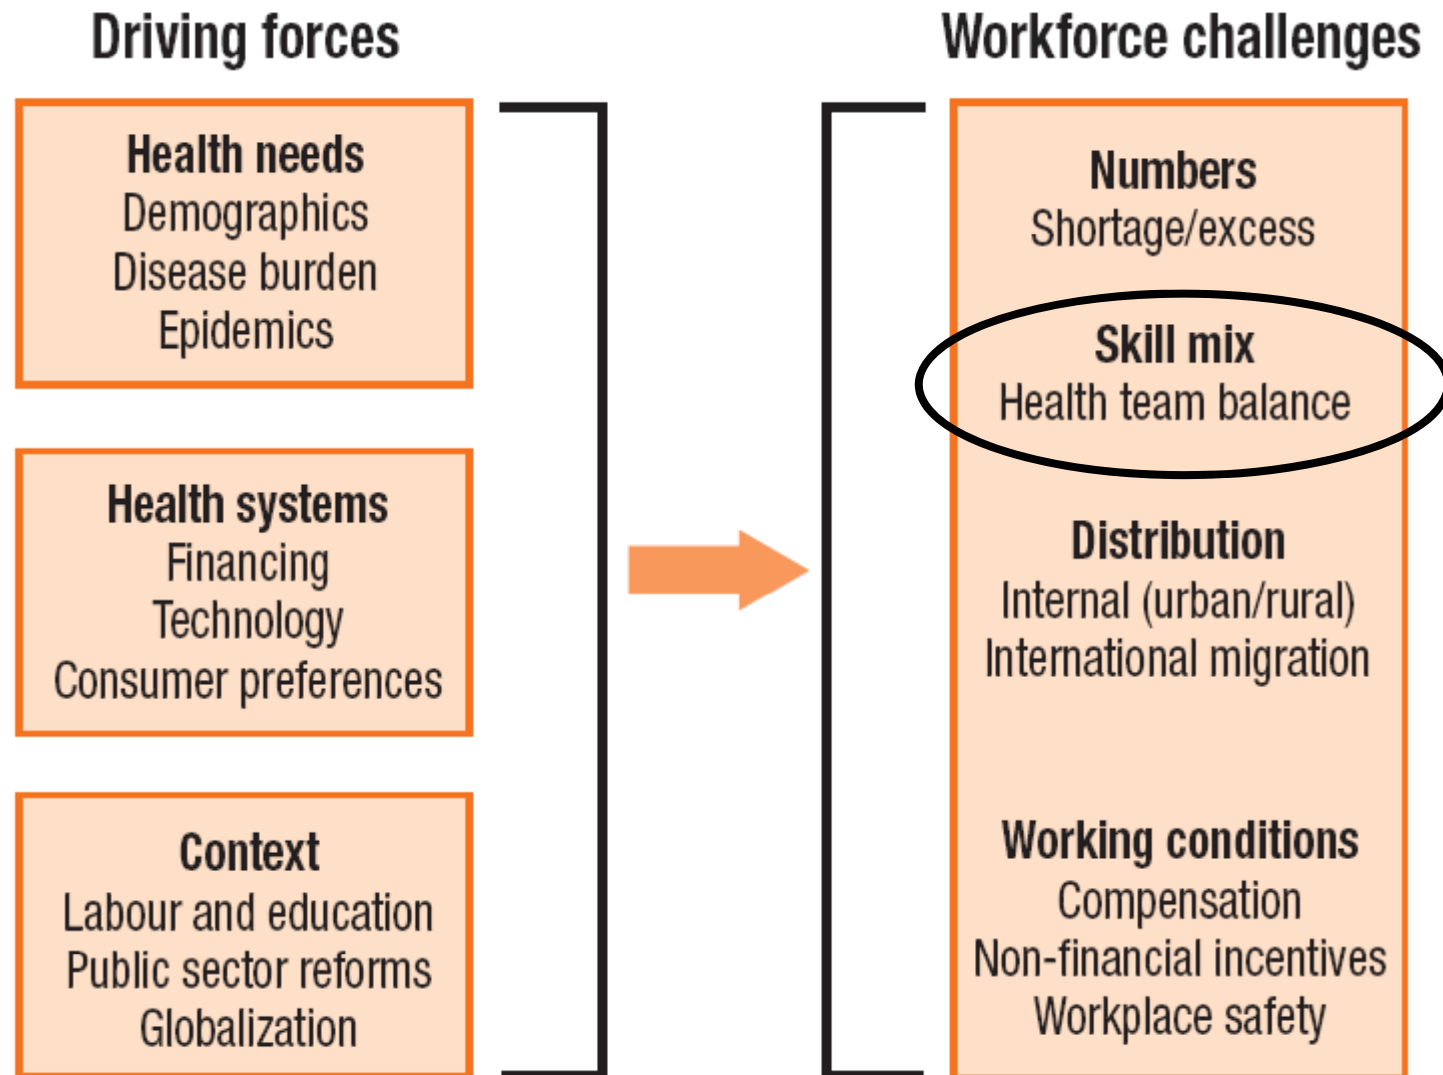 Driving forces
Health needs
Demographics
Disease burden
Epidemics
Health systems
Financing
Technology
Consumer preferences
Context
Labour and education
Public sector reforms
Globalization
Workforce challenges
Numbers
Shortage/excess
Skill mix
Health team balance
Distribution
Internal (urban/rural)
International migration
Working conditions
Compensation
Non-financial incentives
Workplace safety